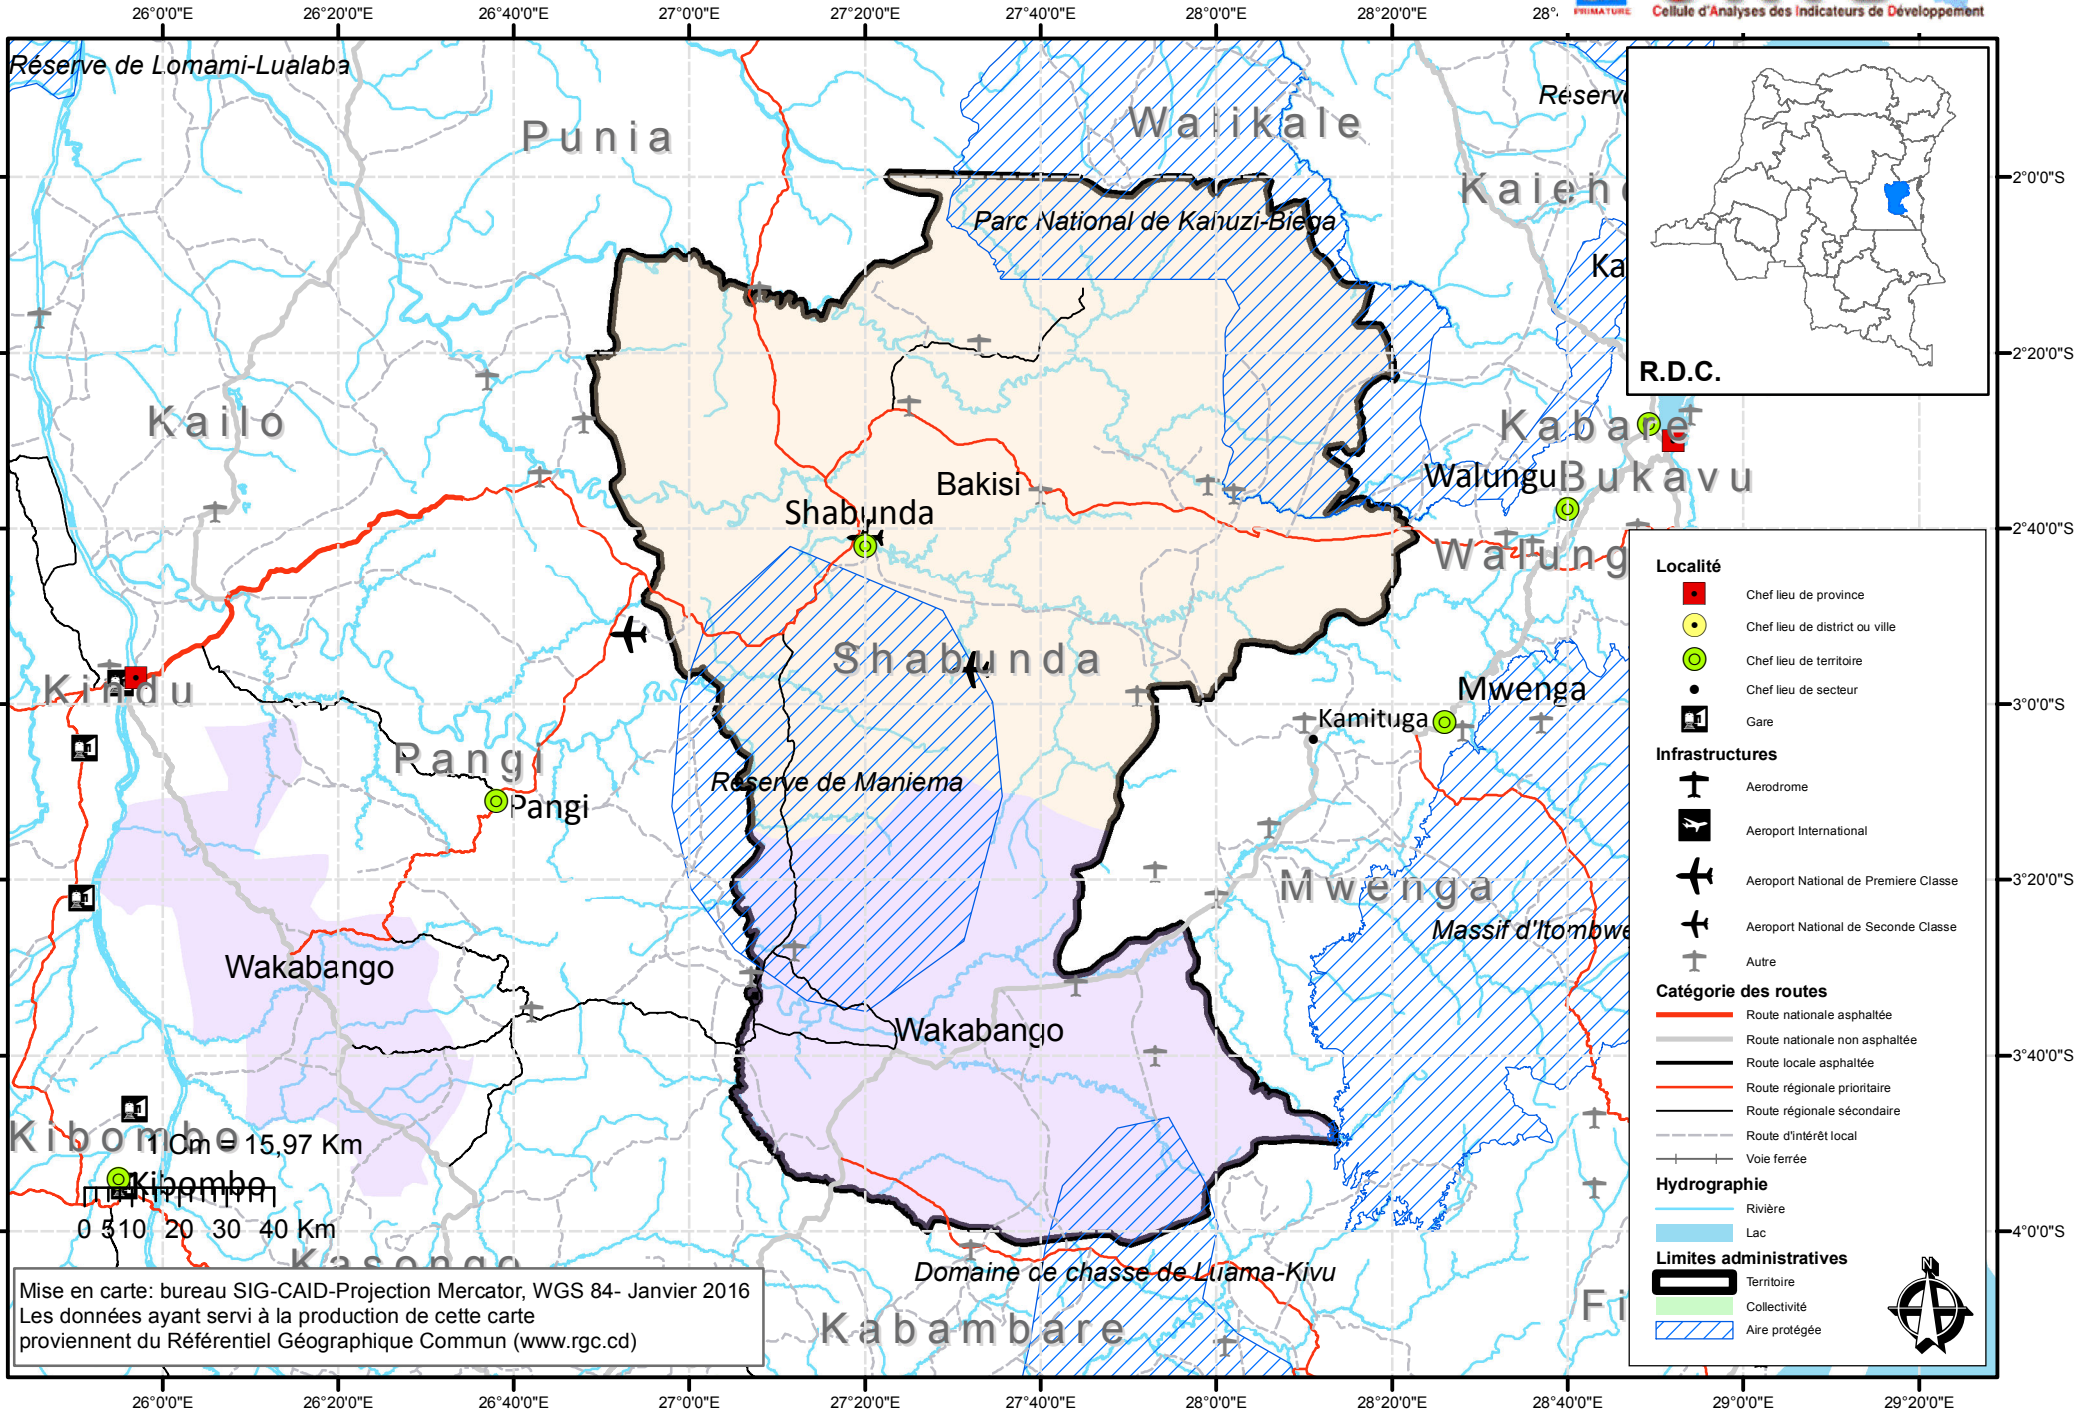 26°0'0"E 26°20'0"E 26°40'0"E 27°0'0"E 27°20'0"E 27°40'0"E 28°0'0"E 28°20'0"E
PRIMATURE
Cellule d'Analyses des Indicateurs de Développement
Réserve de Lomami-Lualaba
Punia
Walikale
2°0'0"S
Parc National de Kahuzi-Biega
R.D.C.
2°20'0"S
Kailo
Kabare
Bakisi
Walungu
Bukavu
Shabunda
2°40'0"S
Shabunda
Kindu
Mwenga
3°0'0"S
Kamituga
Pangi
Réserve de Maniema
Pangi
Mwenga
3°20'0"S
Massif d'Itombwe
Wakabango
Wakabango
3°40'0"S
Kibombo
1 Cm = 15,97 Km
Kibombo
0 5 10 20 30 40 Km
4°0'0"S
Kasongo
Domaine de chasse de Luama-Kivu
Kabambare
Localité
Chef lieu de province
Chef lieu de district ou ville
Chef lieu de territoire
Chef lieu de secteur
Gare
Infrastructures
Aerodrome
Aeroport International
Aeroport National de Premiere Classe
Aeroport National de Seconde Classe
Autre
Catégorie des routes
Route nationale asphaltée
Route nationale non asphaltée
Route locale asphaltée
Route régionale prioritaire
Route régionale sécondaire
Route d'intérêt local
Voie ferrée
Hydrographie
Rivière
Lac
Limites administratives
Territoire
Collectivité
Aire protégée
N
Mise en carte: bureau SIG-CAID-Projection Mercator, WGS 84- Janvier 2016
Les données ayant servi à la production de cette carte
proviennent du Référentiel Géographique Commun (www.rgc.cd)
26°0'0"E 26°20'0"E 26°40'0"E 27°0'0"E 27°20'0"E 27°40'0"E 28°0'0"E 28°20'0"E 28°40'0"E 29°0'0"E 29°20'0"E